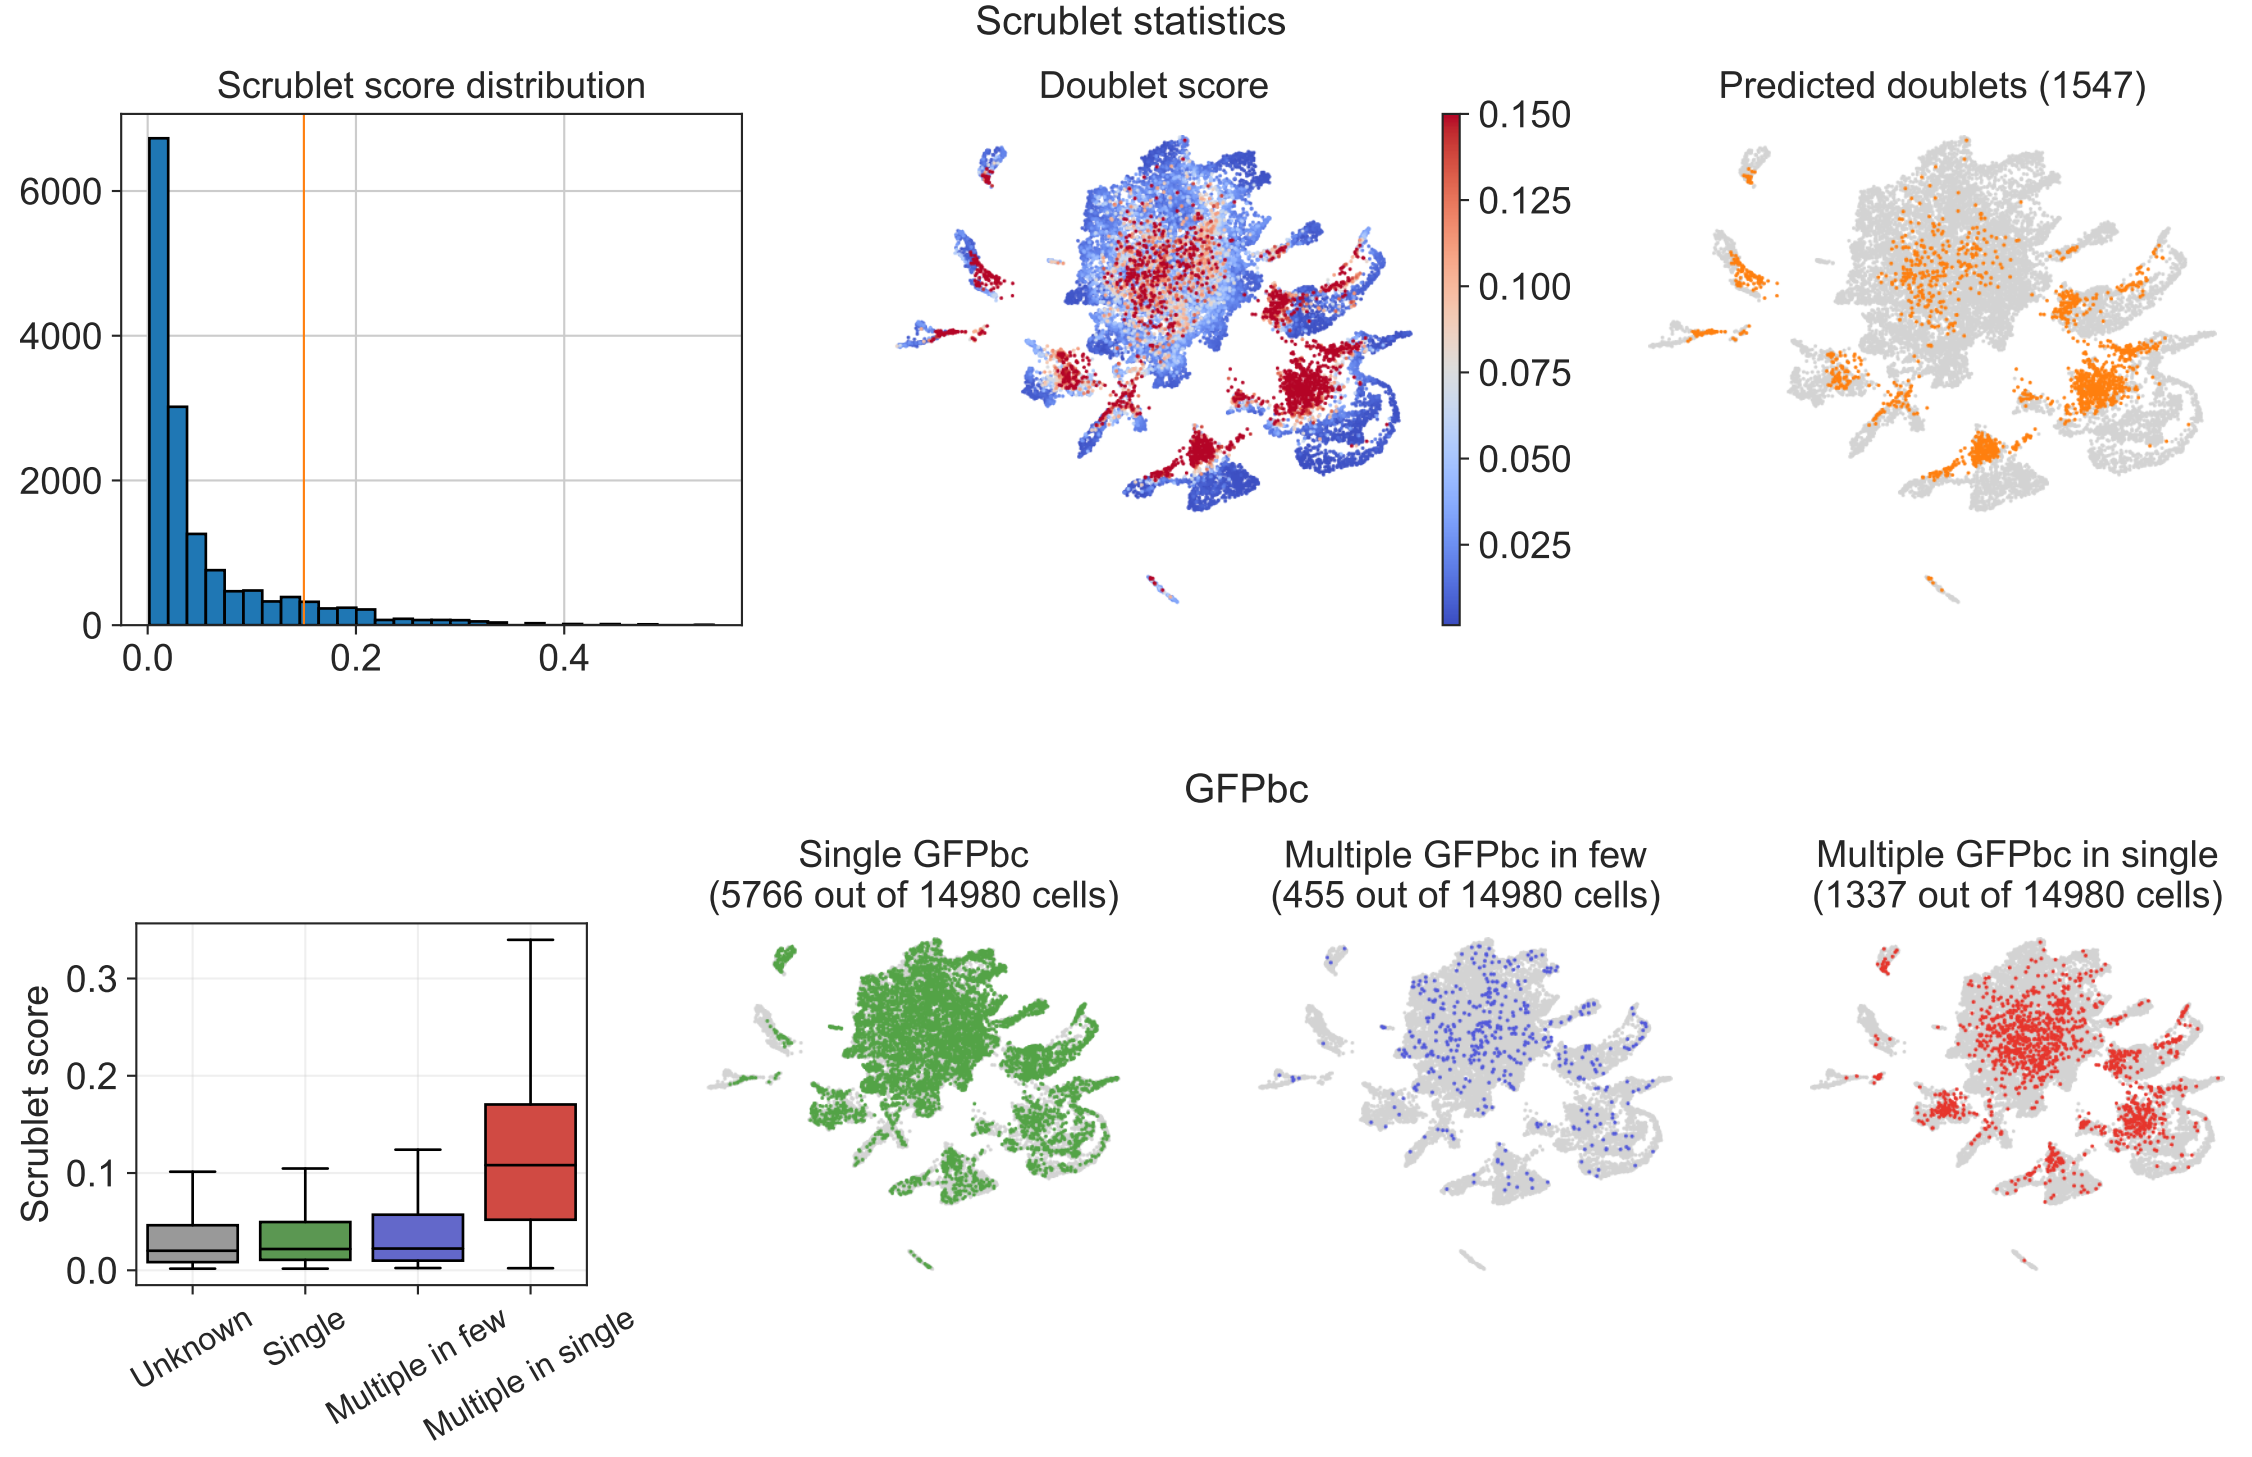 Scrublet statistics
Scrublet score distribution
Doublet score
Predicted doublets (1547)
6000
4000
2000
0
0.0
0.2
0.4
0.150
0.125
0.100
0.075
0.050
0.025
GFPbc
Single GFPbc
(5766 out of 14980 cells)
Multiple GFPbc in few
(455 out of 14980 cells)
Multiple GFPbc in single
(1337 out of 14980 cells)
Scrublet score
0.3
0.2
0.1
0.0
Unknown
Single
Multiple in few
Multiple in single